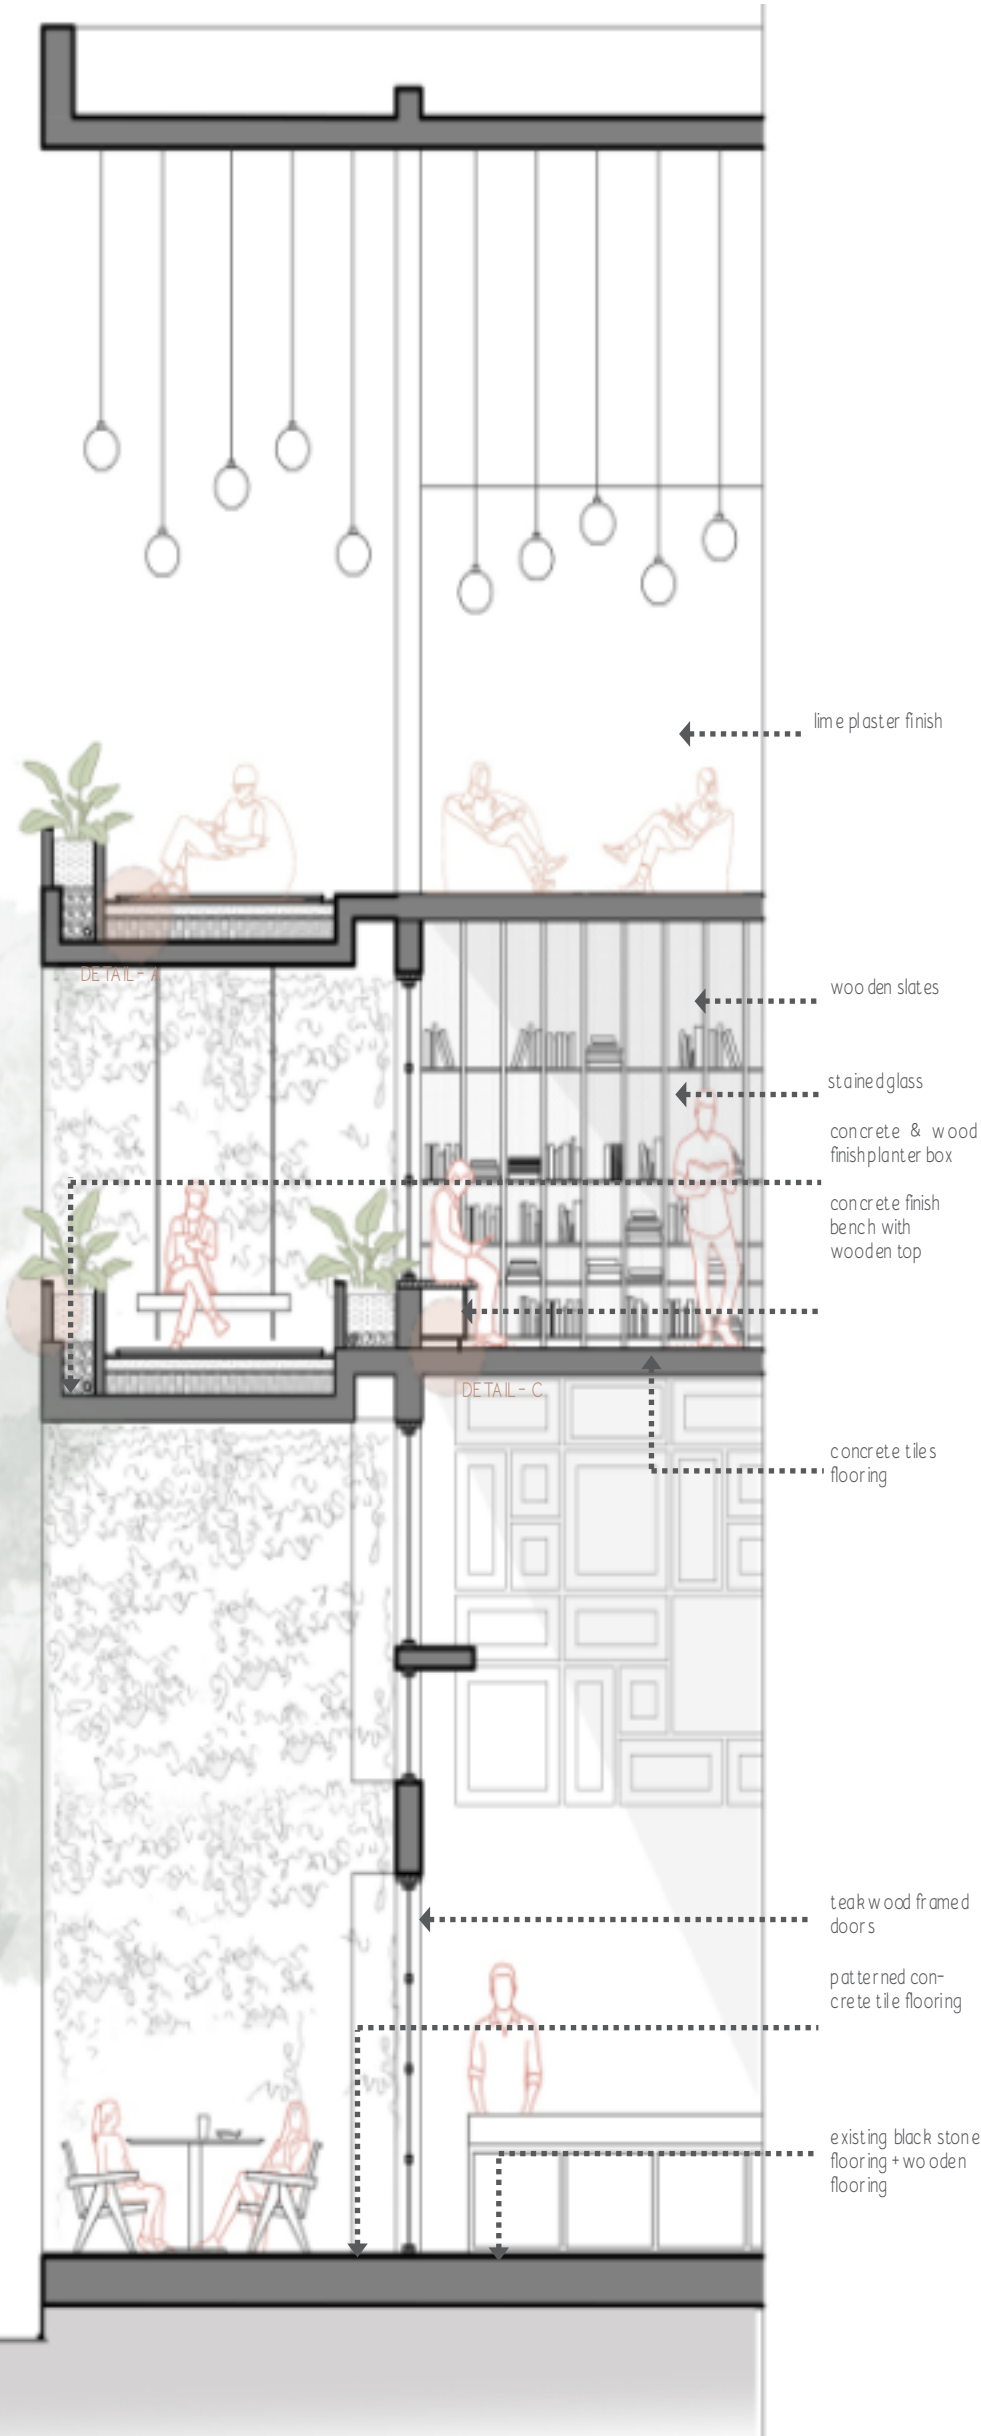 lime plaster finish
DETAIL - A
wooden slates
stained glass
concrete & wood
finish planter box
concrete finish
bench with
wooden top
DETAIL - C
concrete tiles
flooring
teakwood framed
doors
patterned con-
crete tile flooring
existing black stone
flooring + wooden
flooring